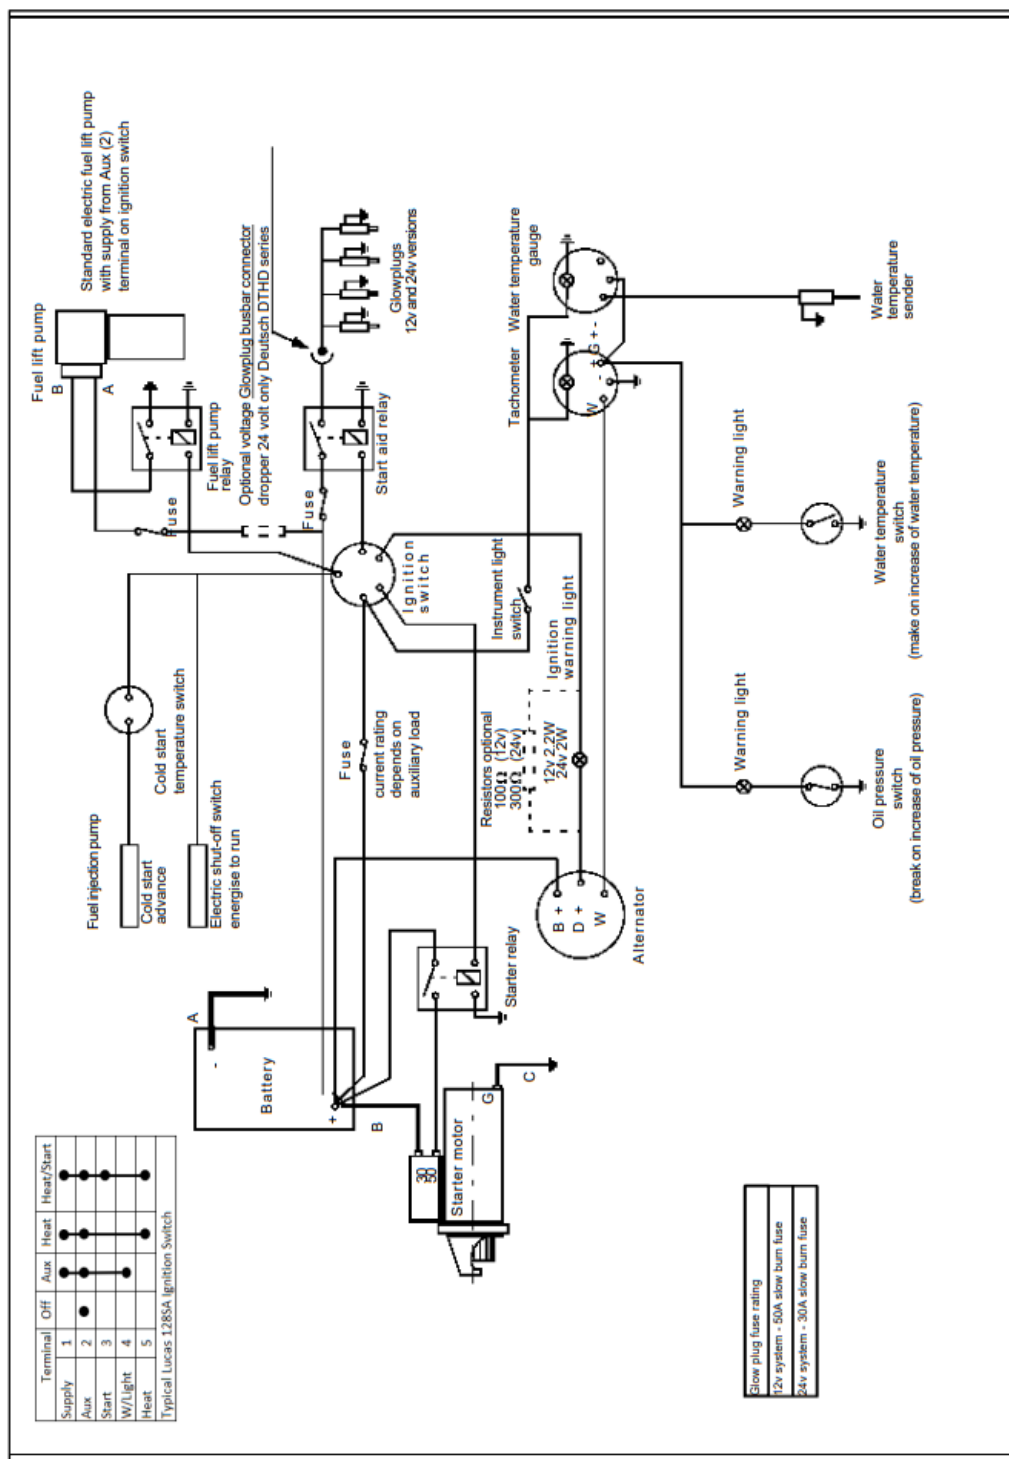 Standard electric fuel lift pump
with supply from Aux (2)
terminal on ignition switch
Fuel lift pump
B
A
Fuel lift pump
relay
Fuse
Optional voltage Glowplug busbar connector
dropper 24 volt only Deutsch DTHD series
Fuse
Start aid relay
Glowplugs
12v and 24v versions
Ignition
switch
Fuel injection pump
Cold start
advance
Cold start
temperature switch
Electric shut-off switch
energise to run
Fuse
current rating
depends on
auxiliary load
Instrument light
switch
Ignition
warning light
Resistors optional
100Ω (12v)
300Ω (24v)
12v 2.2W
24v 2W
Tachometer
Water temperature
gauge
W
-
+
G + -
Water
temperature
sender
Warning light
Water temperature
switch
(make on increase of water temperature)
Warning light
Oil pressure
switch
(break on increase of oil pressure)
B +
D +
W
Alternator
Starter relay
A
-
Battery
+
B
30
50
Starter motor
G
C
Terminal Off Aux Heat Heat/Start
Supply 1
Aux 2
Start 3
W/Light 4
Heat 5
Typical Lucas 128SA Ignition Switch
Glow plug fuse rating
12v system - 50A slow burn fuse
24v system - 30A slow burn fuse